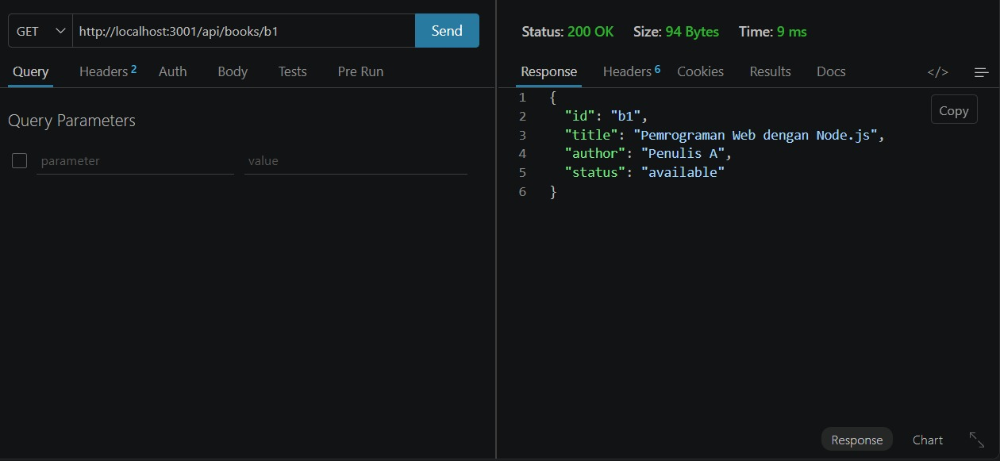 GET http://localhost:3001/api/books/b1 Send
Query Headers 2 Auth Body Tests Pre Run
Query Parameters
parameter value
Status: 200 OK Size: 94 Bytes Time: 9 ms
Response Headers 6 Cookies Results Docs </>
Copy
1 {
2 "id": "b1",
3 "title": "Pemrograman Web dengan Node.js",
4 "author": "Penulis A",
5 "status": "available"
6 }
Response Chart